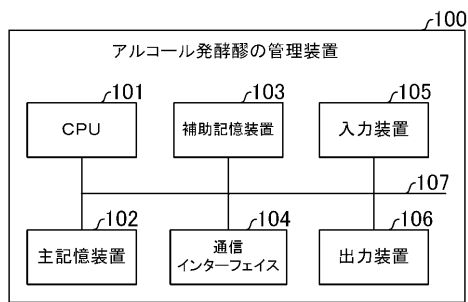 100
アルコール発酵醪の管理装置
101
103
105
CPU
補助記憶装置
入力装置
107
102
104
106
主記憶装置
通信
インターフェイス
出力装置